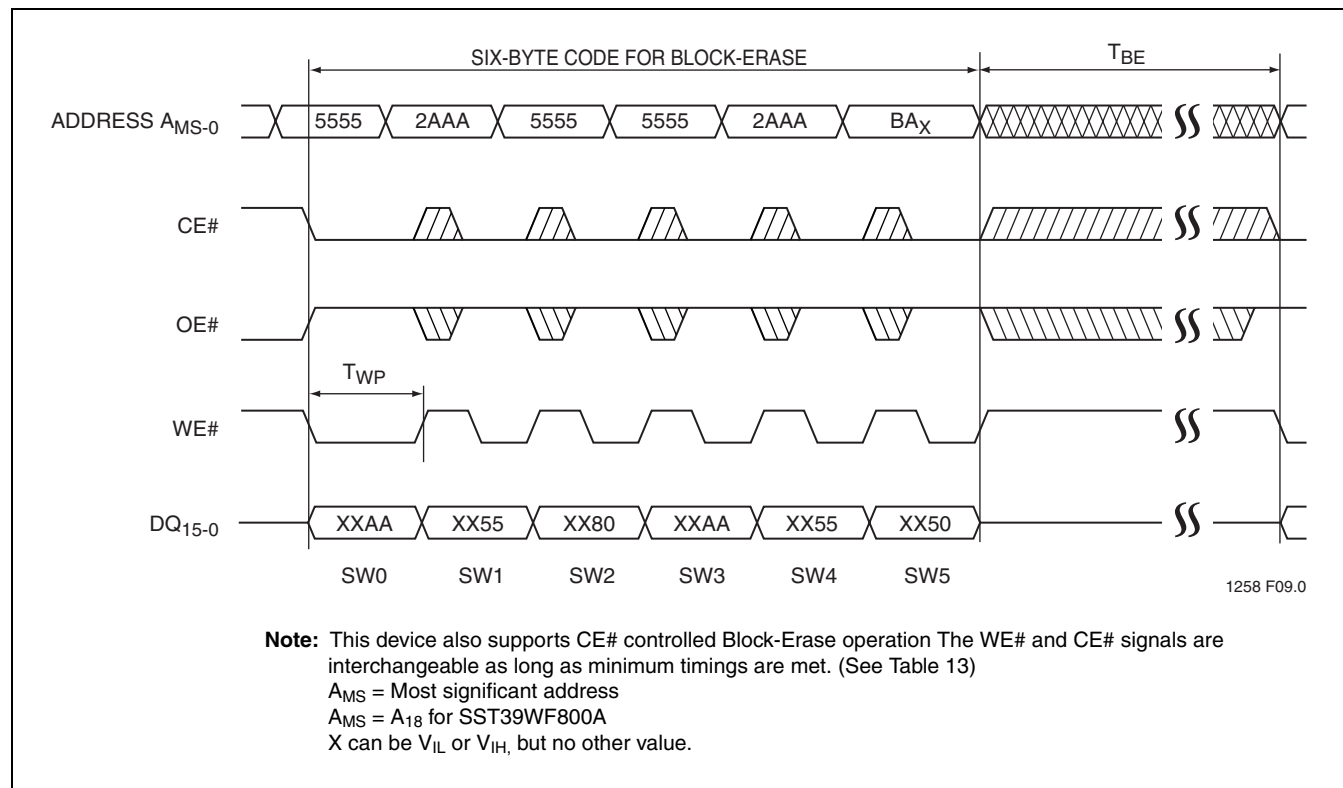 SIX-BYTE CODE FOR BLOCK-ERASE
TBE
ADDRESS AMS-0
5555 2AAA 5555 5555 2AAA BAX
CE#
OE#
TWP
WE#
DQ15-0
XXAA XX55 XX80 XXAA XX55 XX50
SW0 SW1 SW2 SW3 SW4 SW5
1258 F09.0
Note: This device also supports CE# controlled Block-Erase operation The WE# and CE# signals are
interchangeable as long as minimum timings are met. (See Table 13)
AMS = Most significant address
AMS = A18 for SST39WF800A
X can be VIL or VIH, but no other value.